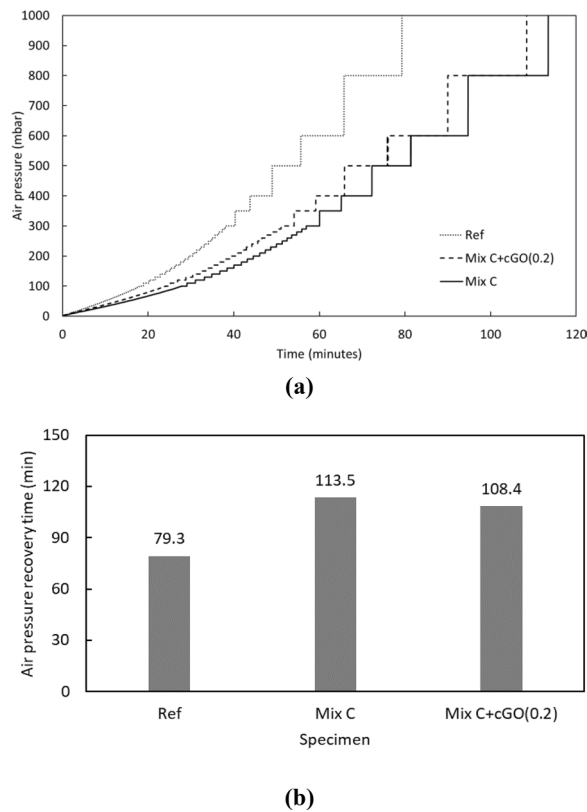 1000
900
800
700
600
500
400
300
200
100
0
Air pressure (mbar)
Ref
Mix C+cGO(0.2)
Mix C
0 20 40 60 80 100 120
Time (minutes)
(a)
150
120
90
60
30
0
Air pressure recovery time (min)
79.3
113.5
108.4
Ref Mix C Mix C+cGO(0.2)
Specimen
(b)